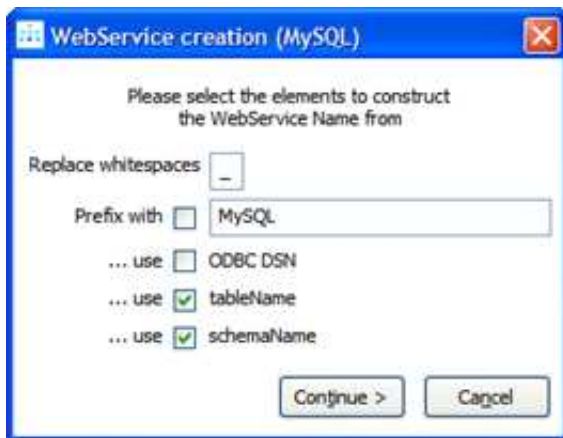 WebService creation (MySQL)
Please select the elements to construct
the WebService Name from
Replace whitespaces _
Prefix with MySQL
... use ODBC DSN
... use tableName
... use schemaName
Continue > Cancel